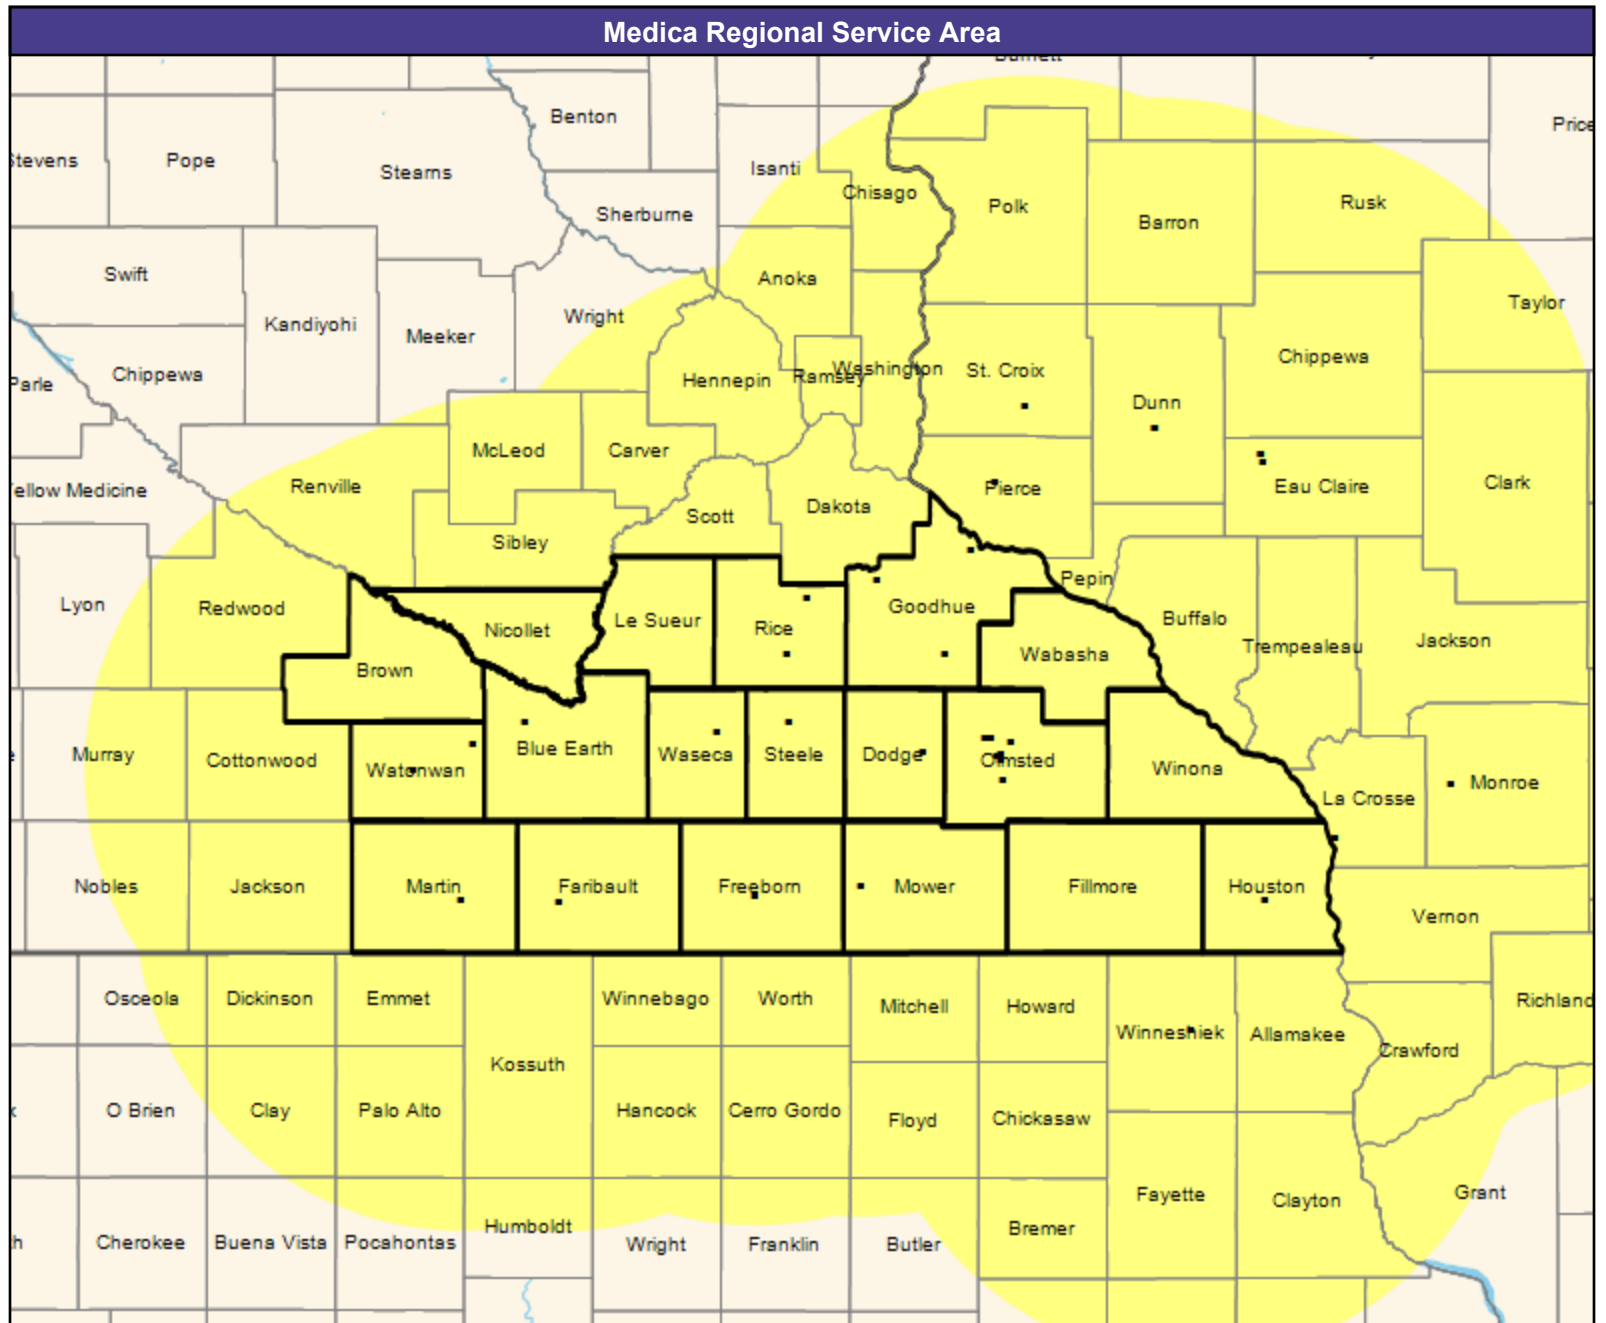 Medica Regional Service Area
Benton
Price
Stevens
Pope
Stearns
Isanti
Chisago
Polk
Barron
Rusk
Sherburne
Swift
Anoka
Taylor
Kandiyohi
Meeker
Wright
Chippewa
Parle
Chippewa
Hennepin
Ramsey
Washington
St. Croix
Dunn
McLeod
Carver
Renville
Yellow Medicine
Scott
Dakota
Pierce
Eau Claire
Clark
Sibley
Lyon
Redwood
Nicollet
Le Sueur
Rice
Goodhue
Pepin
Buffalo
Trempealeau
Jackson
Brown
Wabasha
Murray
Cottonwood
Watonwan
Blue Earth
Waseca
Steele
Dodge
Olmsted
Winona
La Crosse
Monroe
Nobles
Jackson
Martin
Faribault
Freeborn
Mower
Fillmore
Houston
Vernon
Osceola
Dickinson
Emmet
Winnebago
Worth
Mitchell
Howard
Winneshiek
Allamakee
Crawford
Richland
Kossuth
O Brien
Clay
Palo Alto
Hancock
Cerro Gordo
Floyd
Chickasaw
Fayette
Clayton
Grant
Cherokee
Buena Vista
Pocahontas
Humboldt
Wright
Franklin
Butler
Bremer